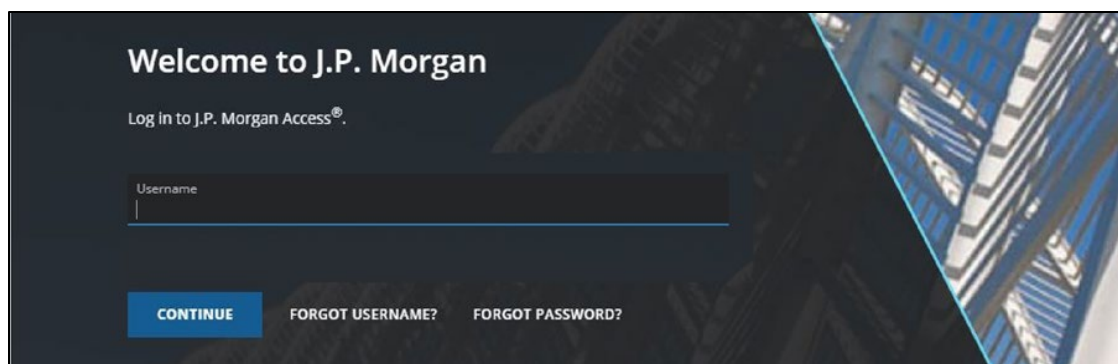 Welcome to J.P. Morgan
Log in to J.P. Morgan Access®.
Username
CONTINUE FORGOT USERNAME? FORGOT PASSWORD?